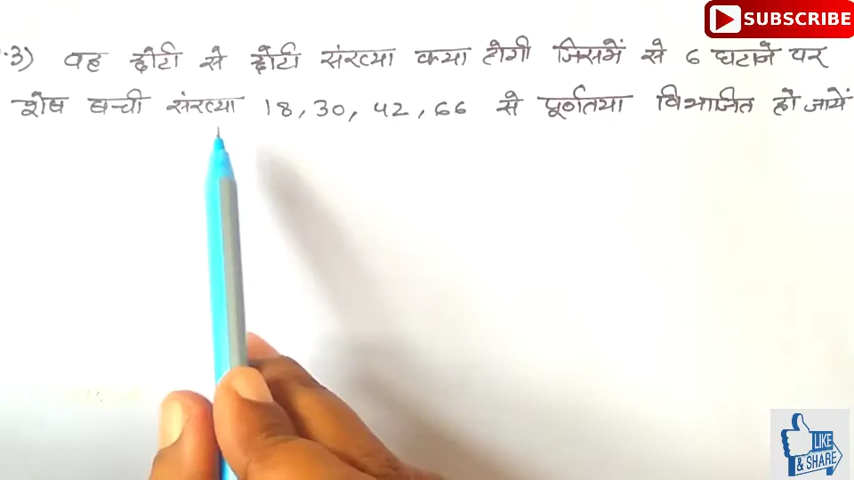 SUBSCRIBE
.3) वह छोटी से छोटी संख्या क्या होगी जिसमें से 6 घटाने पर
शेष बच्ची संख्या 18, 30, 42, 66 से पूर्णतया विभाजित हो जायें
LIKE
& SHARE